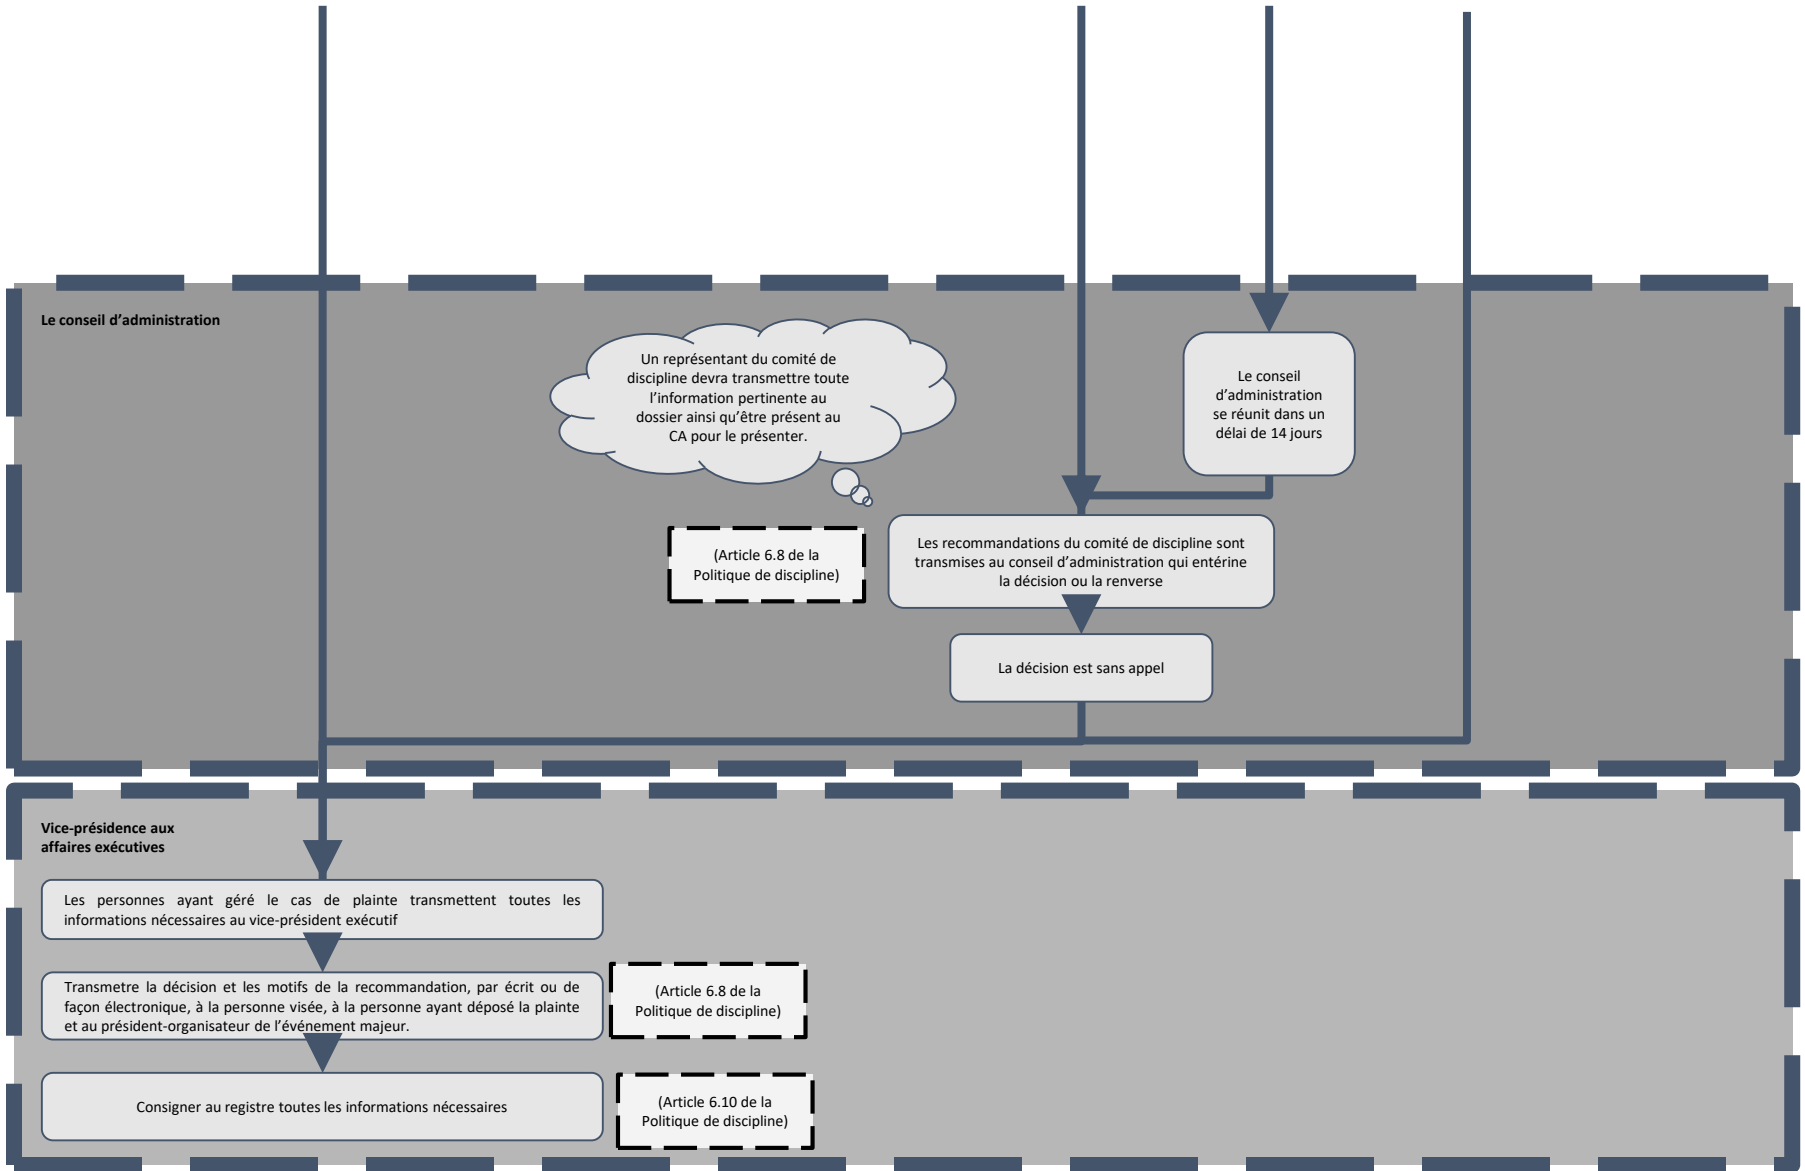 Le conseil d'administration
Un représentant du comité de
discipline devra transmettre toute
l'information pertinente au
dossier ainsi qu'être présent au
CA pour le présenter.
Le conseil
d'administration
se réunit dans un
délai de 14 jours
(Article 6.8 de la
Politique de discipline)
Les recommandations du comité de discipline sont
transmises au conseil d'administration qui entérine
la décision ou la renverse
La décision est sans appel
Vice-présidence aux
affaires exécutives
Les personnes ayant géré le cas de plainte transmettent toutes les
informations nécessaires au vice-président exécutif
Transmetre la décision et les motifs de la recommandation, par écrit ou de
façon électronique, à la personne visée, à la personne ayant déposé la plainte
et au président-organisateur de l'événement majeur.
(Article 6.8 de la
Politique de discipline)
Consigner au registre toutes les informations nécessaires
(Article 6.10 de la
Politique de discipline)